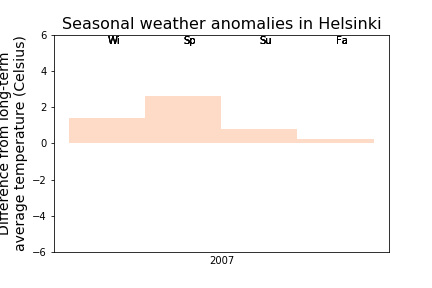 Seasonal weather anomalies in Helsinki
Difference from long-term
average temperature (Celsius)
6
4
2
0
−2
−4
−6
Wi Sp Su Fa
2007